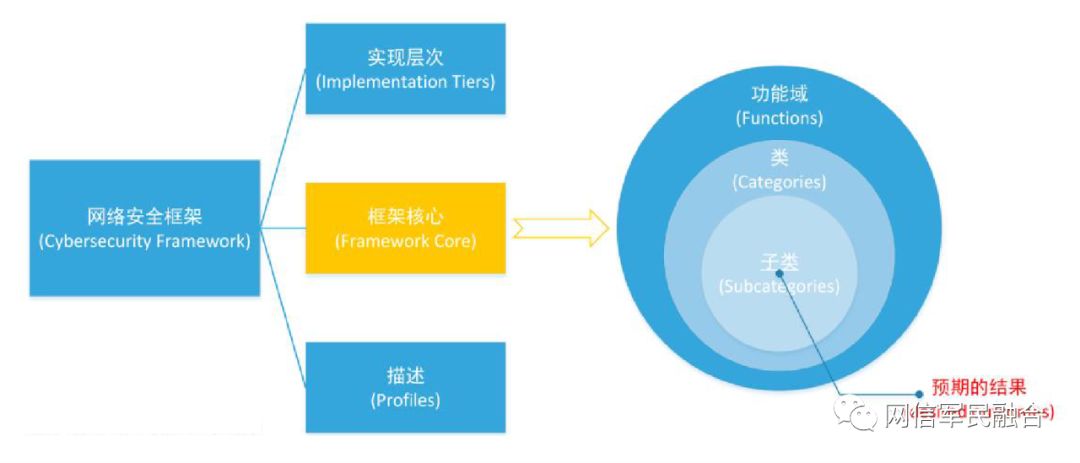 实现层次
(Implementation Tiers)
网络安全框架
(Cybersecurity Framework)
框架核心
(Framework Core)
描述
(Profiles)
功能域
(Functions)
类
(Categories)
子类
(Subcategories)
预期的结果
网信军民融合